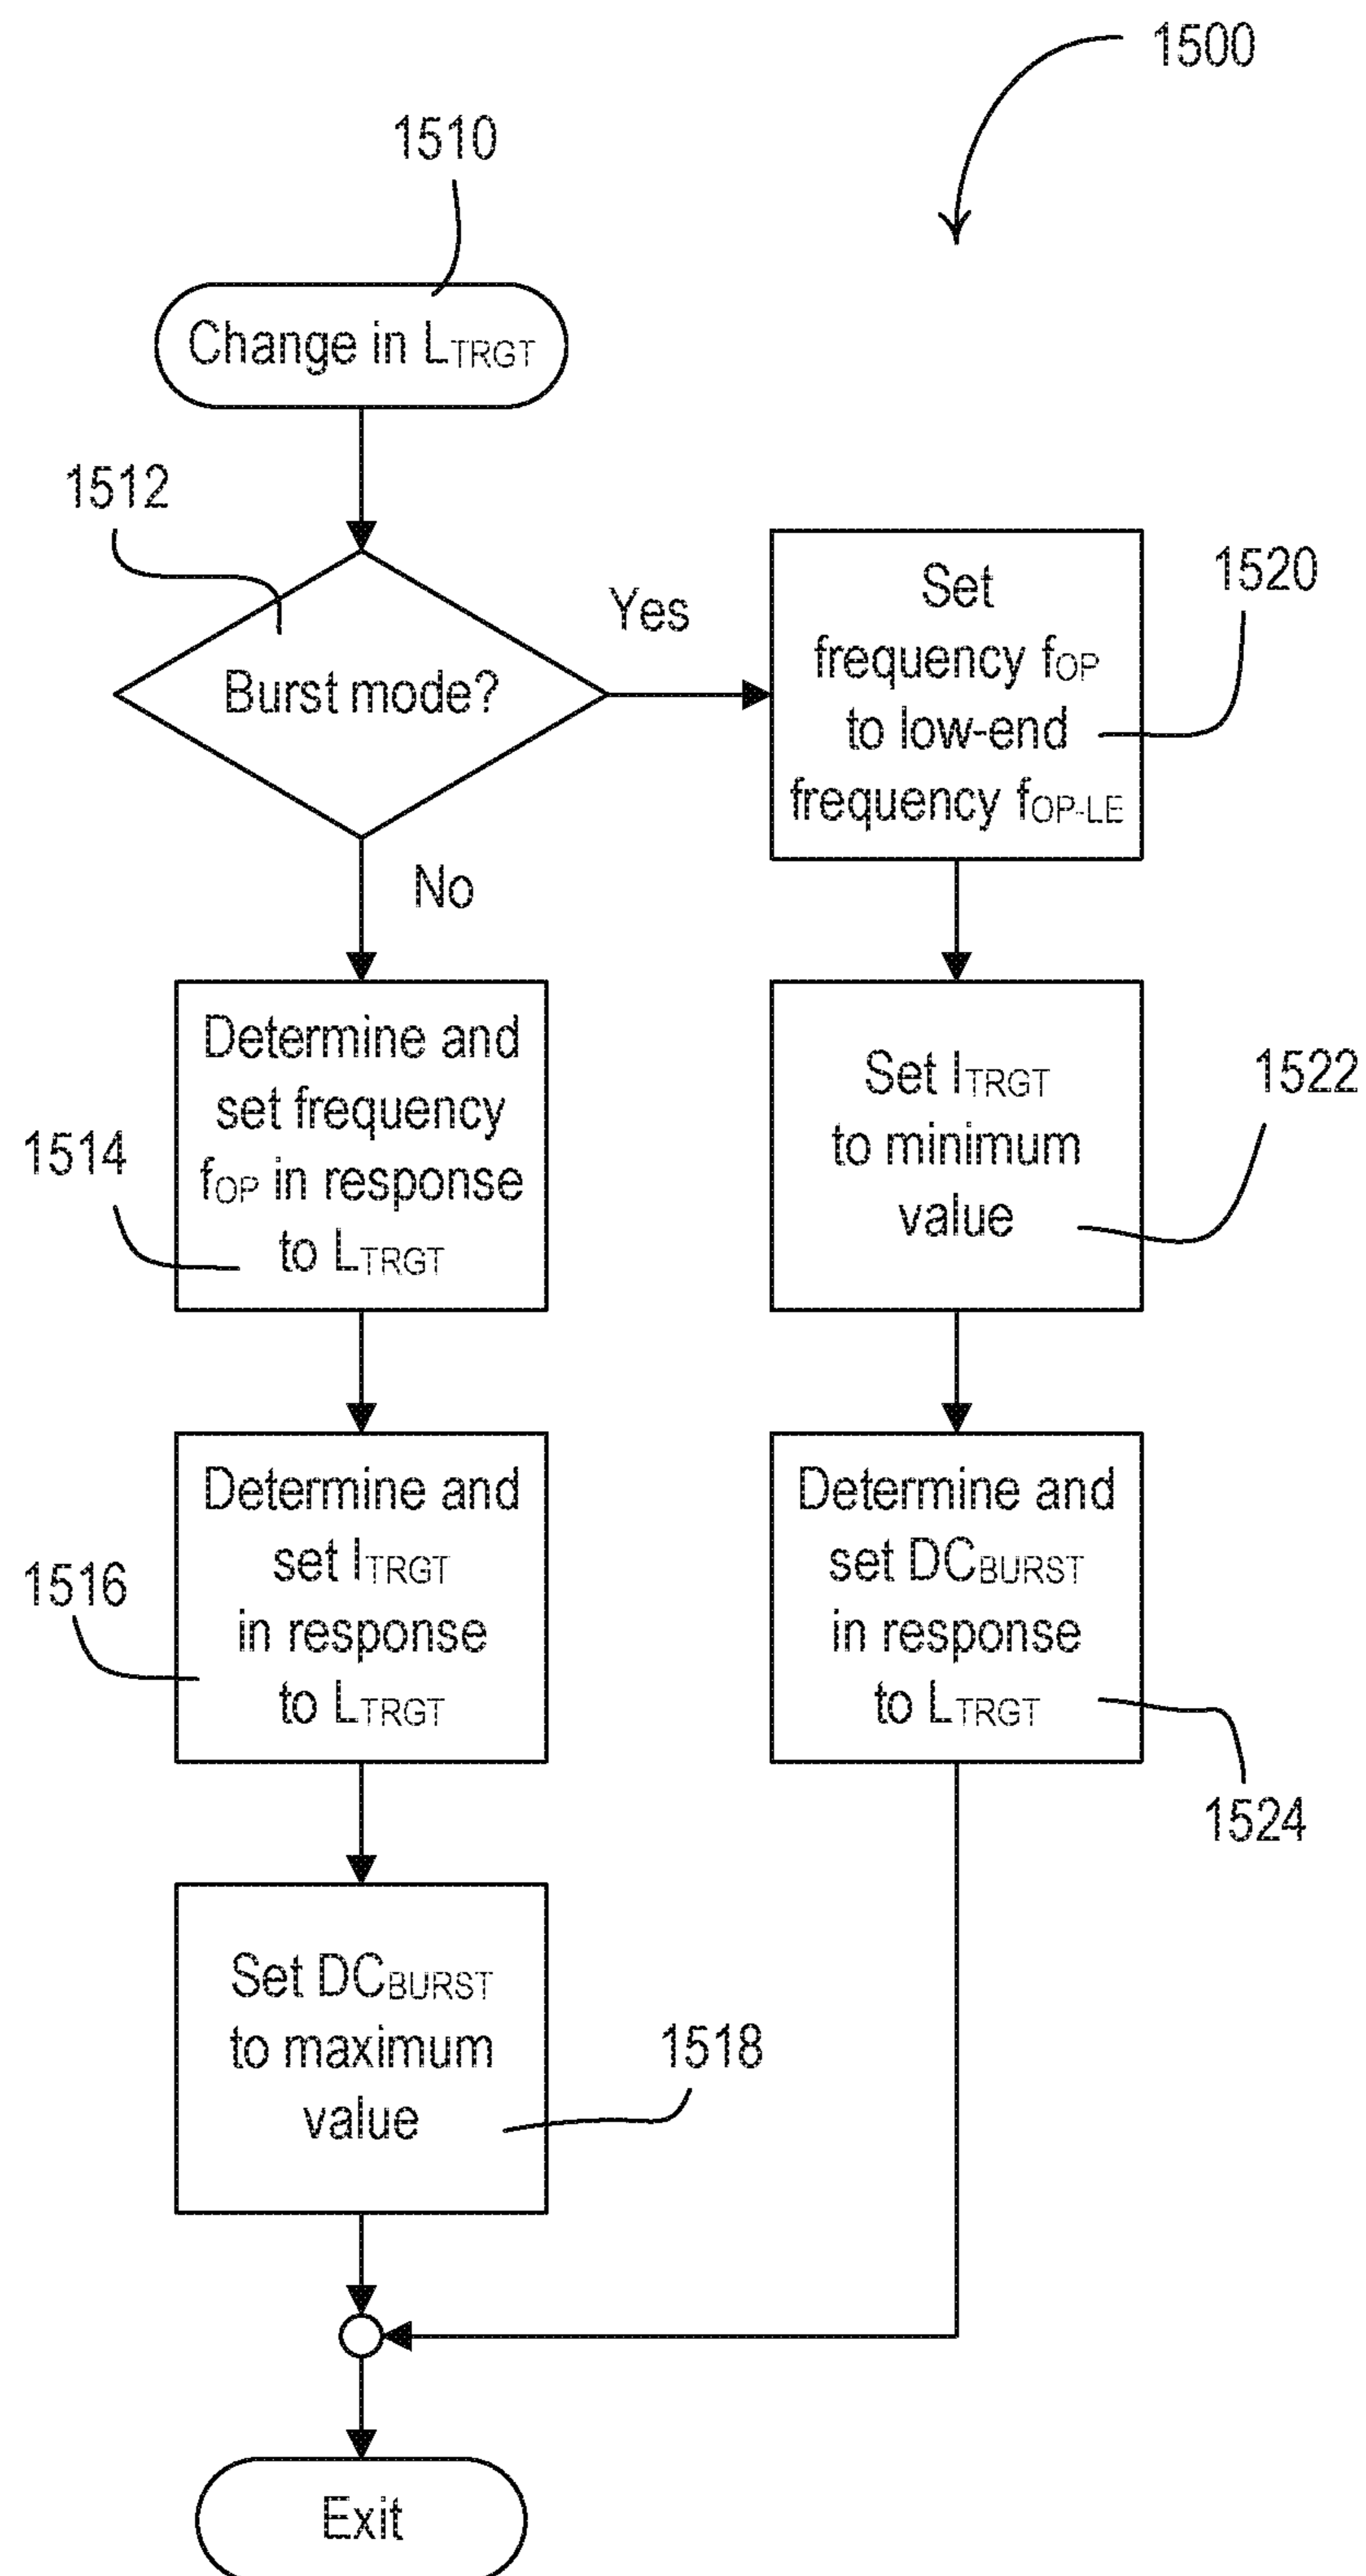 1500
1510
Change in LTRGT
1512
Burst mode?
Yes
No
Set
frequency fOP
to low-end
frequency fOP-LE
1520
Determine and
set frequency
fOP in response
to LTRGT
1514
Set ITRGT
to minimum
value
1522
Determine and
set ITRGT
in response
to LTRGT
1516
Determine and
set DCBURST
in response
to LTRGT
1524
Set DCBURST
to maximum
value
1518
Exit